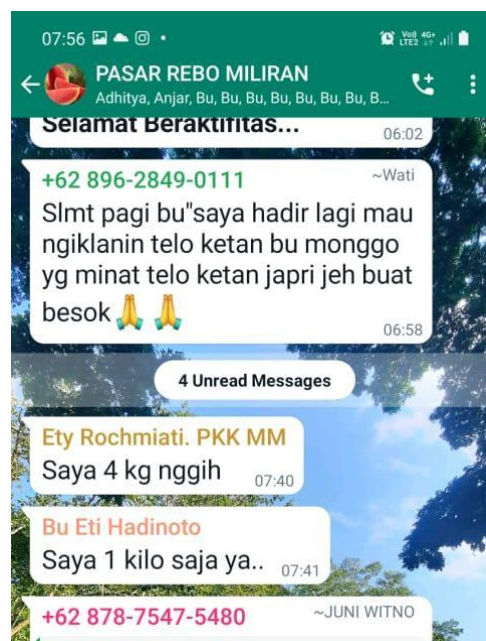 07:56
Vo)) 4G+
LTE2
PASAR REBO MILIRAN
Adhitya, Anjar, Bu, Bu, Bu, Bu, Bu, Bu, Bu, B...
Selamat Beraktifitas...
06:02
+62 896-2849-0111 ~Wati
Slmt pagi bu"saya hadir lagi mau
ngiklanin telo ketan bu monggo
yg minat telo ketan japri jeh buat
besok🙏 🙏
06:58
4 Unread Messages
Ety Rochmiati. PKK MM
Saya 4 kg nggih 07:40
Bu Eti Hadinoto
Saya 1 kilo saja ya.. 07:41
+62 878-7547-5480 ~JUNI WITNO